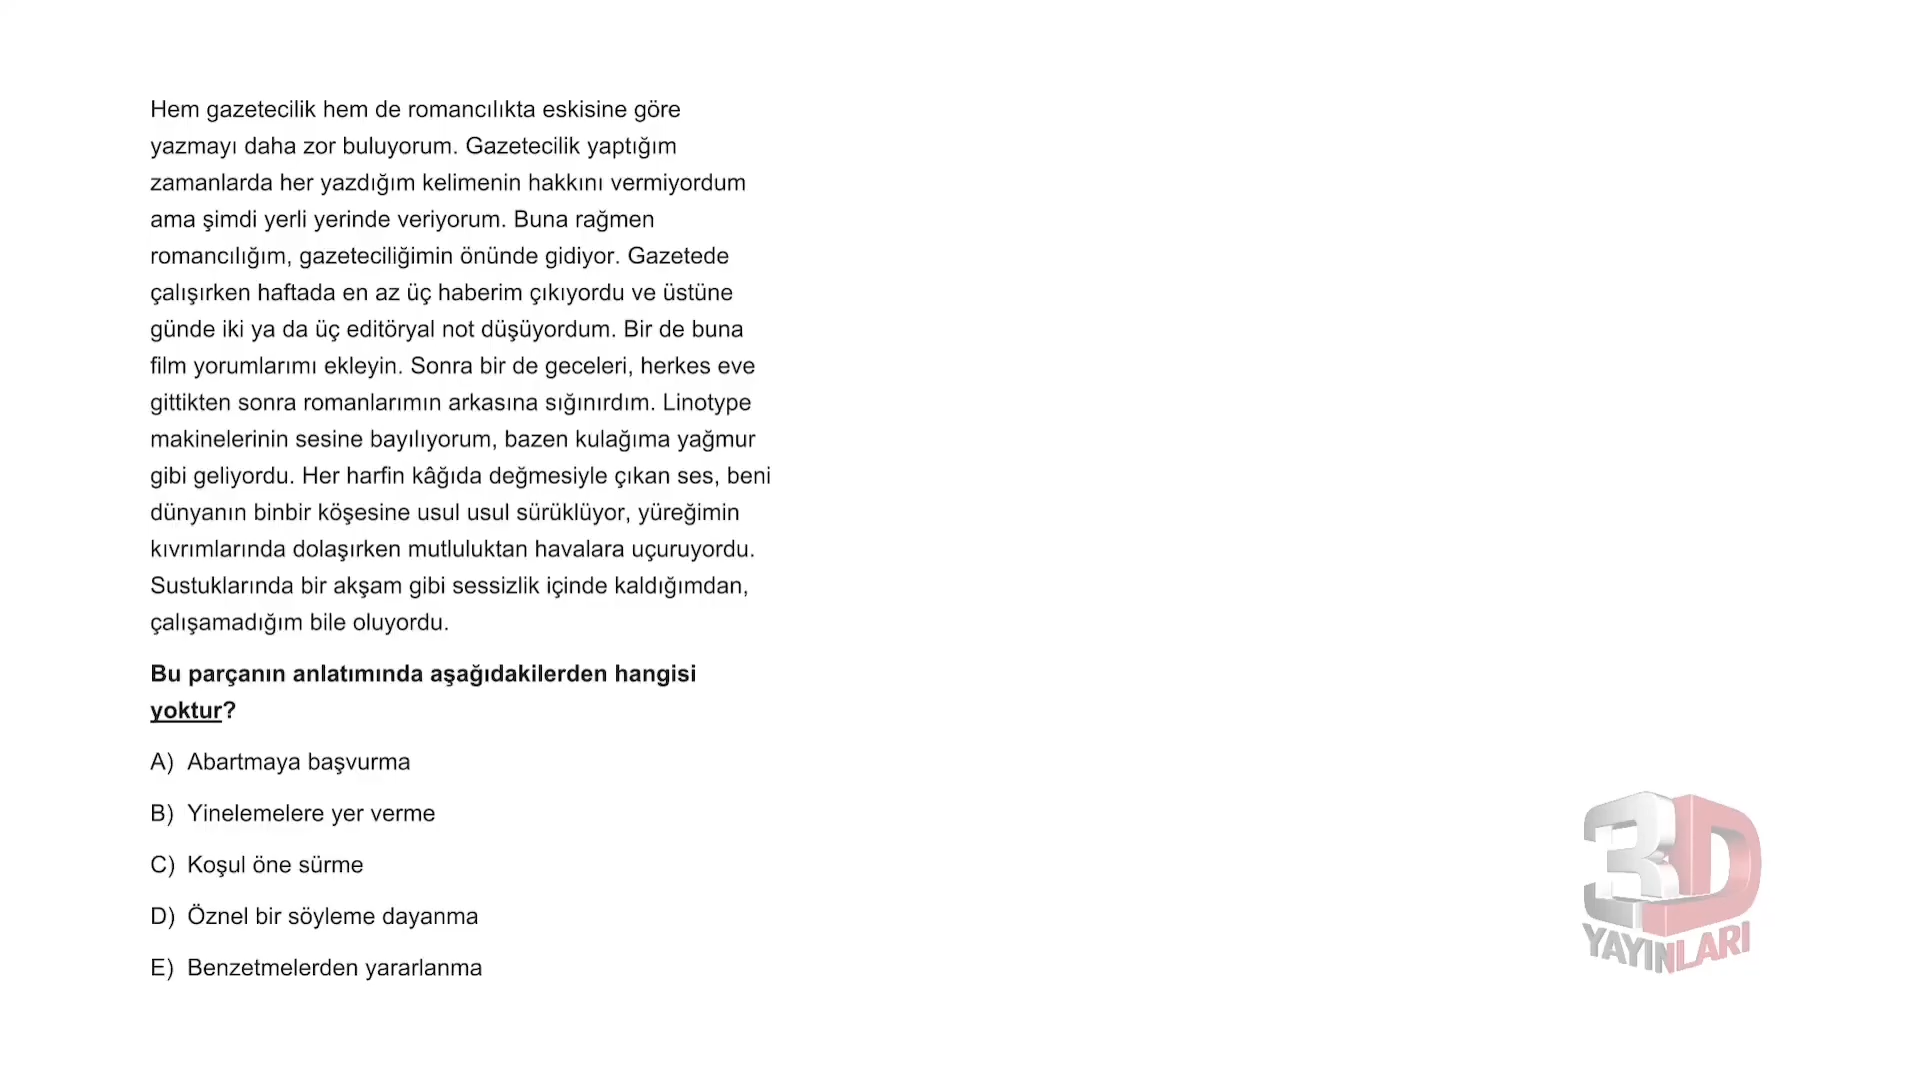 Hem gazetecilik hem de romancılıkta eskisine göre
yazmayı daha zor buluyorum. Gazetecilik yaptığım
zamanlarda her yazdığım kelimenin hakkını vermiyordum
ama şimdi yerli yerinde veriyorum. Buna rağmen
romancılığım, gazeteciliğimin önünde gidiyor. Gazetede
çalışırken haftada en az üç haberim çıkıyordu ve üstüne
günde iki ya da üç editöryal not düşüyordum. Bir de buna
film yorumlarımı ekleyin. Sonra bir de geceleri, herkes eve
gittikten sonra romanlarımın arkasına sığınırdım. Linotype
makinelerinin sesine bayılıyorum, bazen kulağıma yağmur
gibi geliyordu. Her harfin kâğıda değmesiyle çıkan ses, beni
dünyanın binbir köşesine usul usul sürüklüyor, yüreğimin
kıvrımlarında dolaşırken mutluluktan havalara uçuruyordu.
Sustuklarında bir akşam gibi sessizlik içinde kaldığımdan,
çalışamadığım bile oluyordu.
Bu parçanın anlatımında aşağıdakilerden hangisi
yoktur?
A) Abartmaya başvurma
B) Yinelemelere yer verme
C) Koşul öne sürme
D) Öznel bir söyleme dayanma
E) Benzetmelerden yararlanma
3D
YAYINLARI